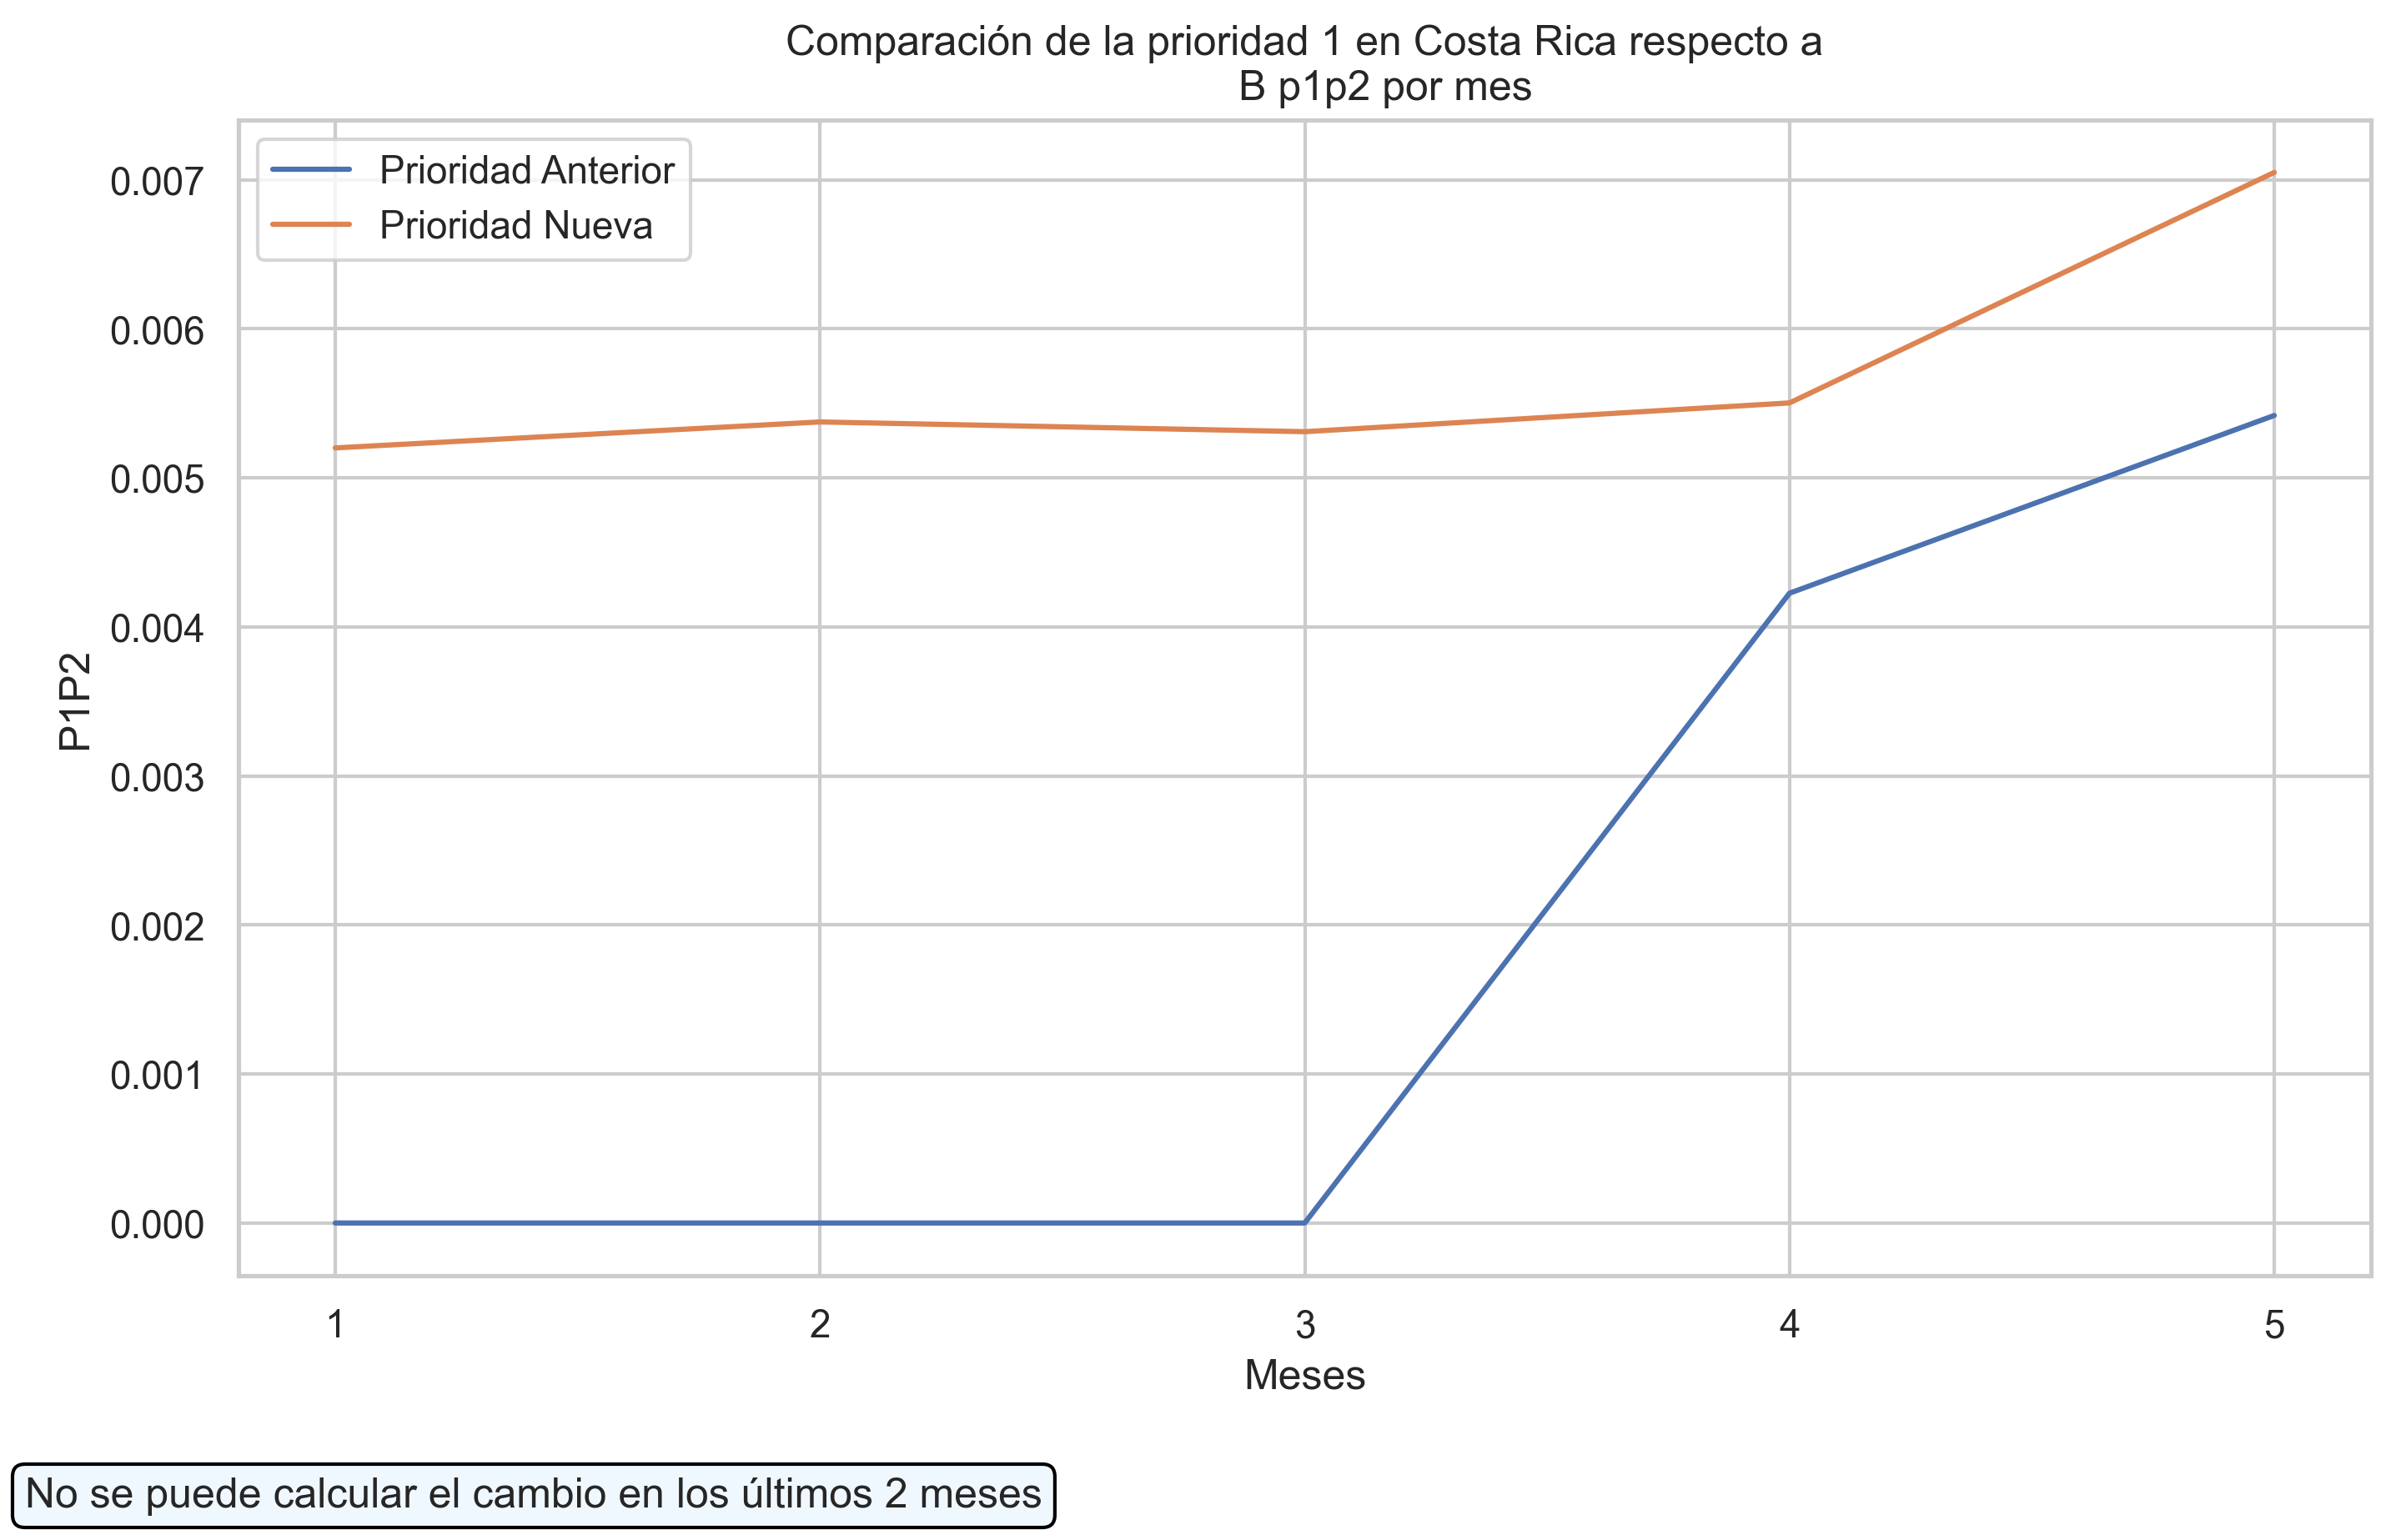 Comparación de la prioridad 1 en Costa Rica respecto a
B p1p2 por mes
Prioridad Anterior
Prioridad Nueva
0.007
0.006
0.005
0.004
0.003
0.002
0.001
0.000
P1P2
1 2 3 4 5
Meses
No se puede calcular el cambio en los últimos 2 meses